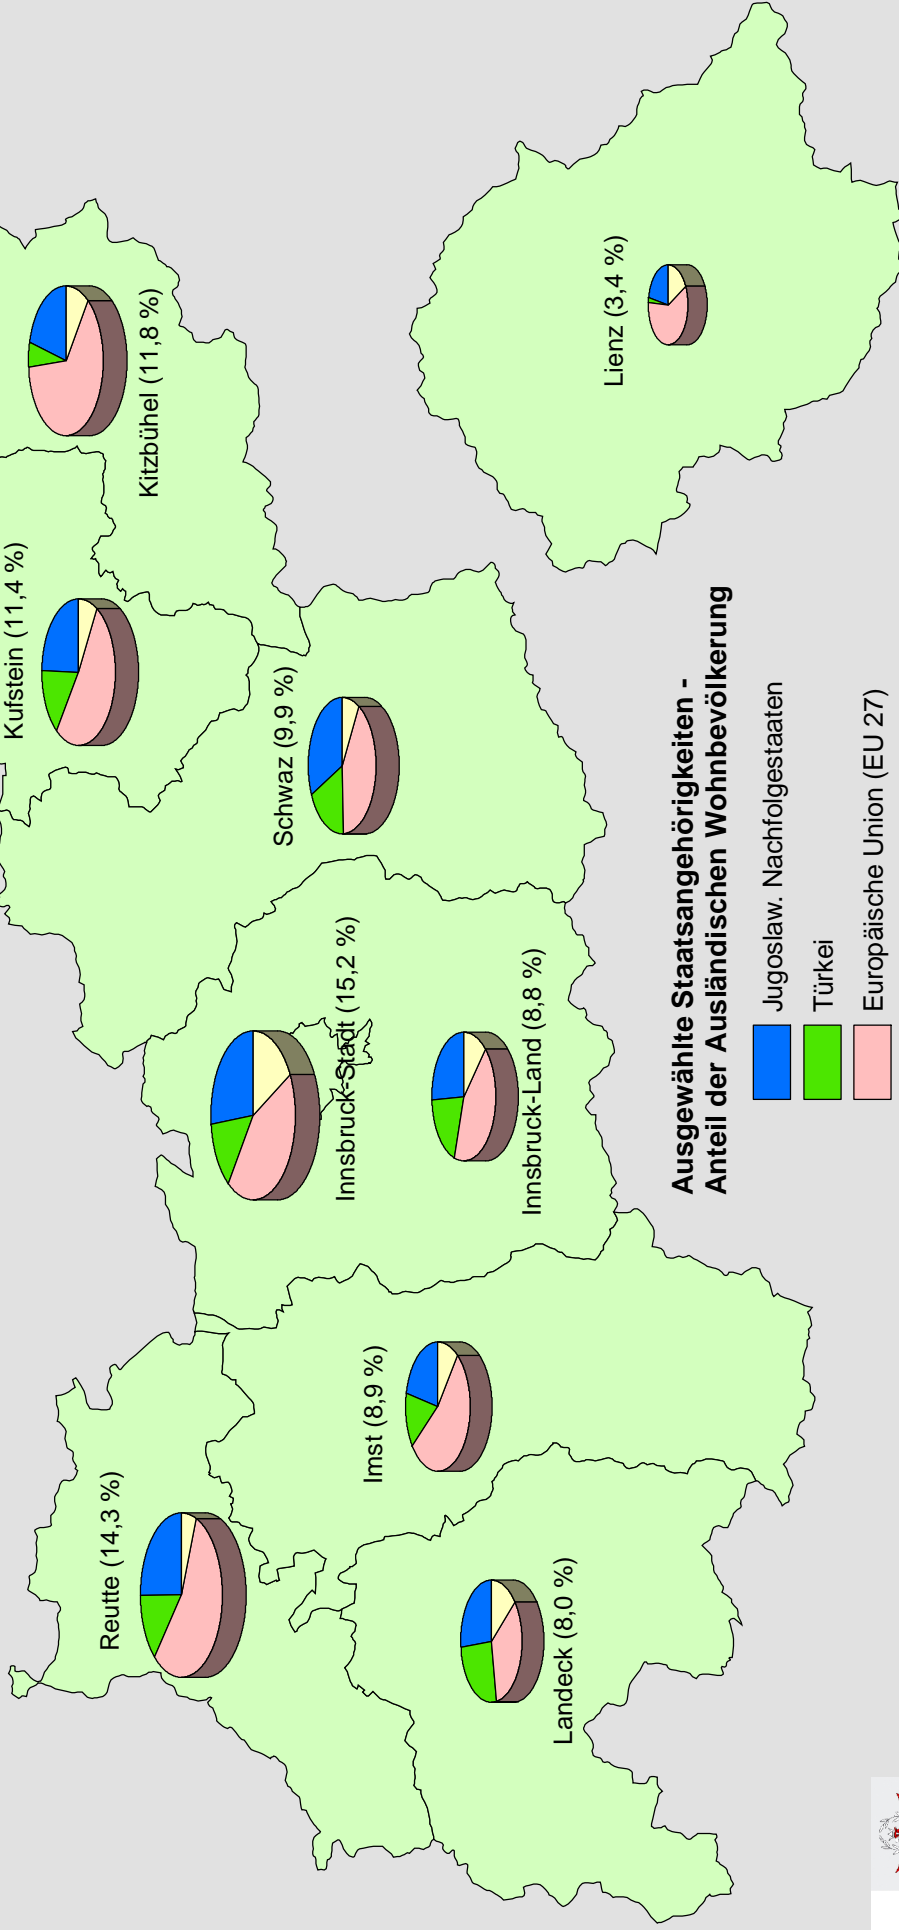 Reutte (14,3 %)
Imst (8,9 %)
Landeck (8,0 %)
Innsbruck-Stadt (15,2 %)
Innsbruck-Land (8,8 %)
Schwaz (9,9 %)
Kufstein (11,4 %)
Kitzbühel (11,8 %)
Lienz (3,4 %)
Ausgewählte Staatsangehörigkeiten -
Anteil der Ausländischen Wohnbevölkerung
Jugoslaw. Nachfolgestaaten
Türkei
Europäische Union (EU 27)